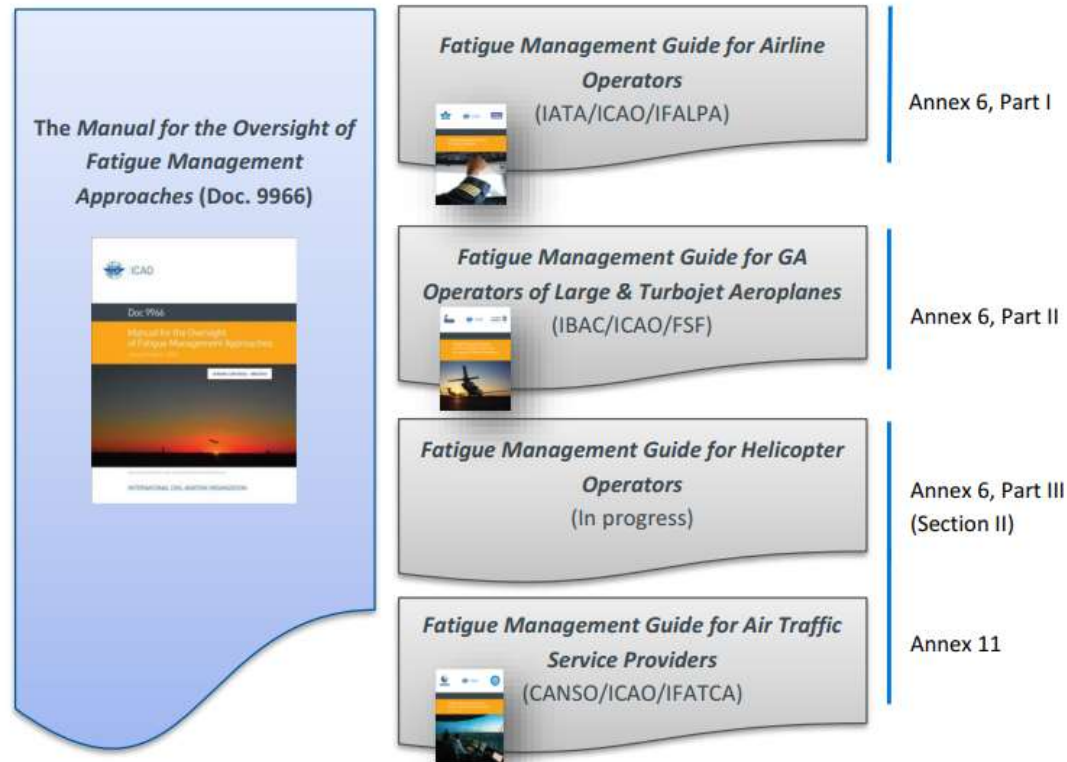 The Manual for the Oversight of
Fatigue Management
Approaches (Doc. 9966)
ICAO
Doc 9966
Manual for the Oversight
of Fatigue Management Approaches
INTERNATIONAL CIVIL AVIATION ORGANIZATION
Fatigue Management Guide for Airline
Operators
(IATA/ICAO/IFALPA)
Annex 6, Part I
Fatigue Management Guide for GA
Operators of Large & Turbojet Aeroplanes
(IBAC/ICAO/FSF)
Annex 6, Part II
Fatigue Management Guide for Helicopter
Operators
(In progress)
Annex 6, Part III
(Section II)
Fatigue Management Guide for Air Traffic
Service Providers
(CANSO/ICAO/IFATCA)
Annex 11